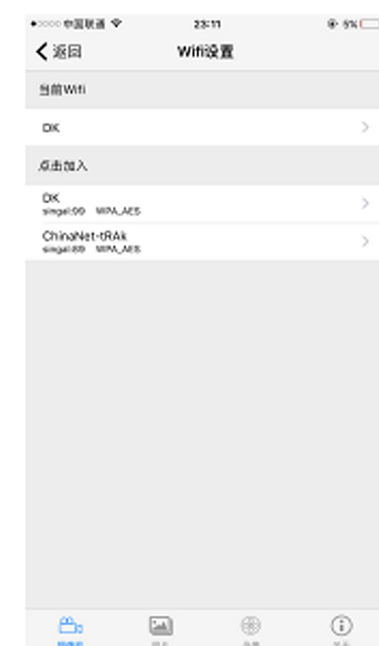 中国联通 23:11 5%
返回 Wifi设置
当前Wifi
DK
点击加入
DK
singal:99 WPA_AES
ChinaNet-tRAk
singal:89 WPA_AES